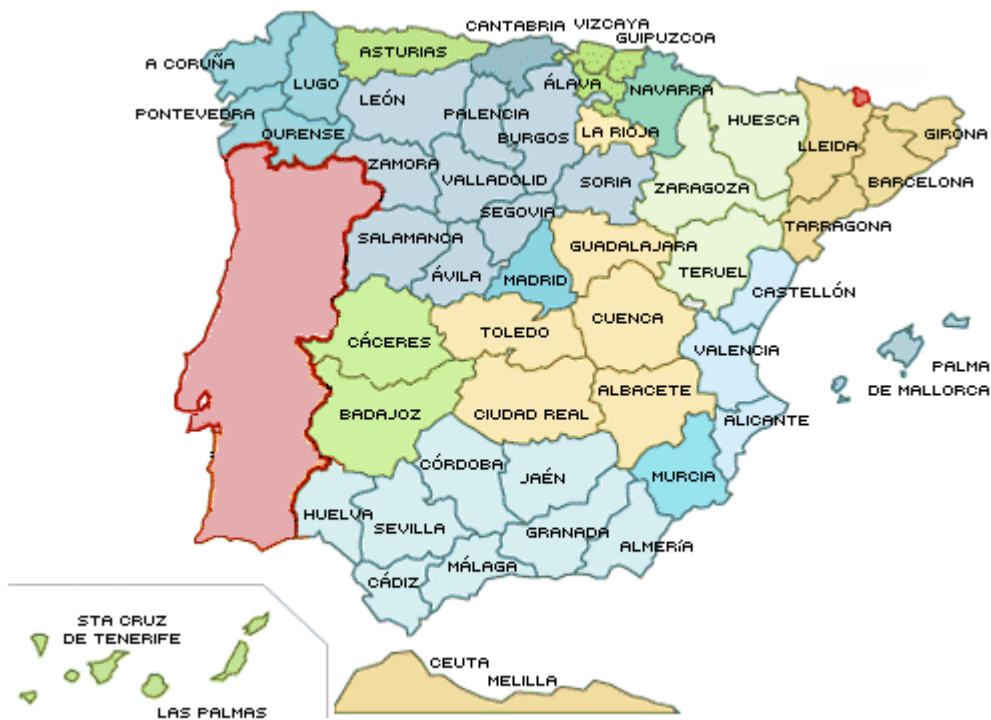 CANTABRIA
VIZCAYA
GUIPUZCOA
ASTURIAS
A CORUÑA
LUGO
ÁLAVA
NAVARRA
LEÓN
PONTEVEDRA
PALENCIA
HUESCA
OURENSE
BURGOS
LA RIOJA
GIRONA
LLEIDA
ZAMORA
VALLADOLID
SORIA
ZARAGOZA
BARCELONA
SEGOVIA
TARRAGONA
SALAMANCA
GUADALAJARA
ÁVILA
MADRID
TERUEL
CASTELLÓN
CUENCA
TOLEDO
CÁCERES
VALENCIA
PALMA
DE MALLORCA
ALBACETE
BADAJOZ
CIUDAD REAL
ALICANTE
CÓRDOBA
JAÉN
MURCIA
HUELVA
SEVILLA
GRANADA
ALMERíA
MÁLAGA
CÁDIZ
STA CRUZ
DE TENERIFE
LAS PALMAS
CEUTA
MELILLA